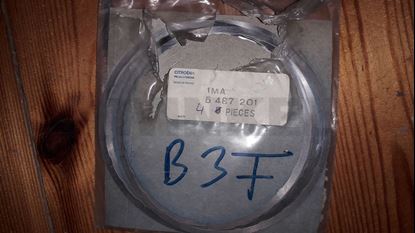 CITROËN
1MA
5 467 201
4 PIECES
B3F